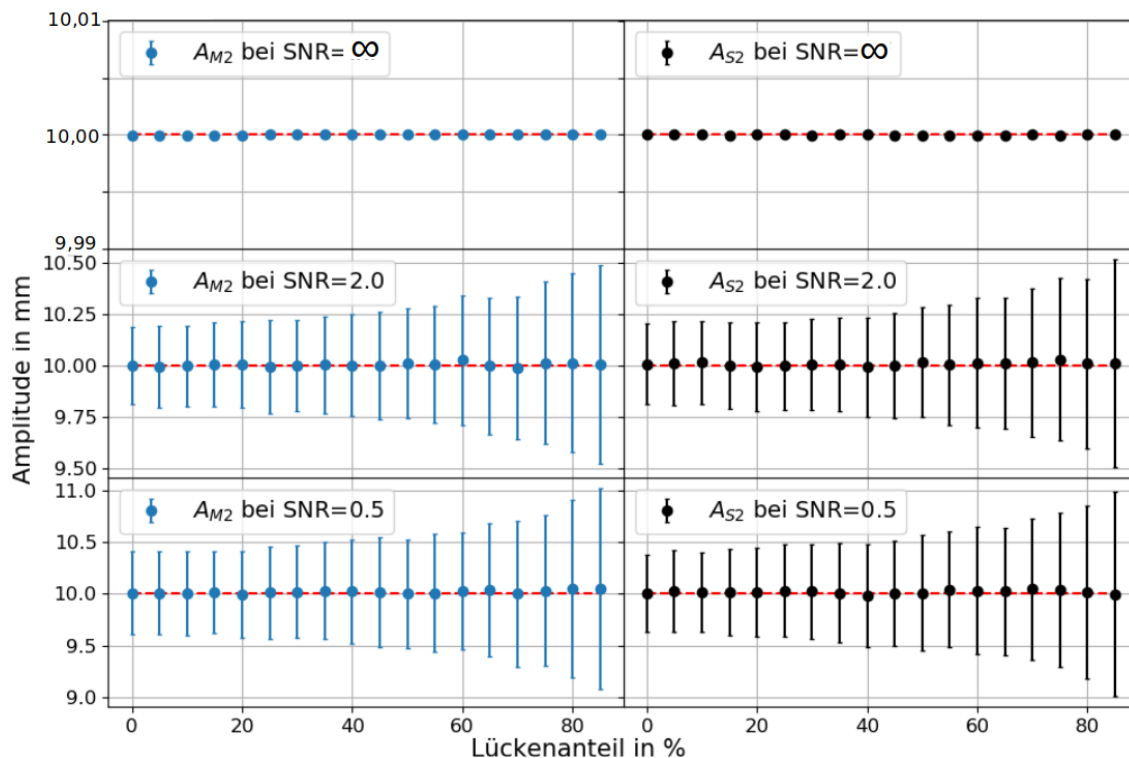 10,01
10,00
9,99
A_M2 bei SNR= ∞
A_S2 bei SNR=∞
10.50
10.25
10.00
9.75
9.50
A_M2 bei SNR=2.0
A_S2 bei SNR=2.0
11.0
10.5
10.0
9.5
9.0
A_M2 bei SNR=0.5
A_S2 bei SNR=0.5
Amplitude in mm
0 20 40 60 80 0 20 40 60 80
Lückenanteil in %